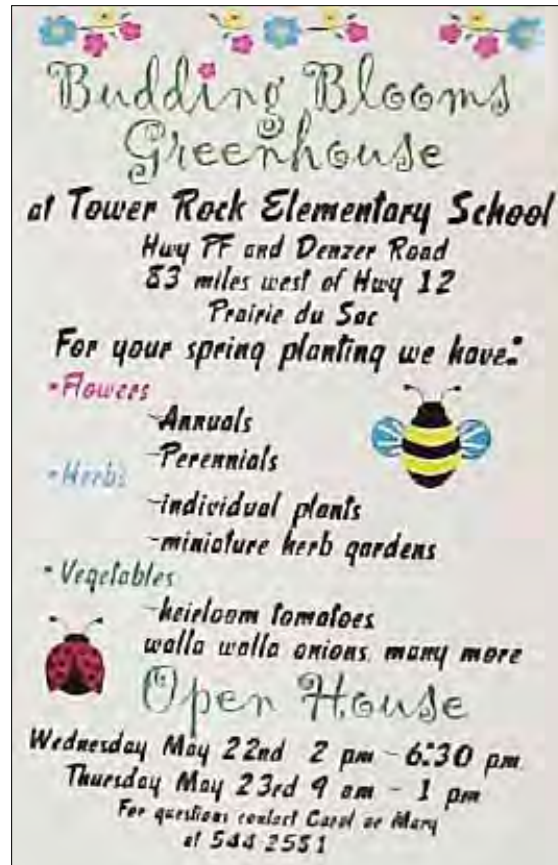 Budding Blooms
Greenhouse
at Tower Rock Elementary School
Hwy PF and Denzer Road
83 miles west of Hwy 12
Prairie du Sac
For your spring planting we have:
•Flowers
-Annuals
-Perennials
•Herbs
-individual plants
-miniature herb gardens
•Vegetables
-heirloom tomatoes
walla walla onions, many more
Open House
Wednesday May 22nd 2 pm - 6:30 pm
Thursday May 23rd 9 am - 1 pm
For questions contact Carol or Mary
at 544 2581